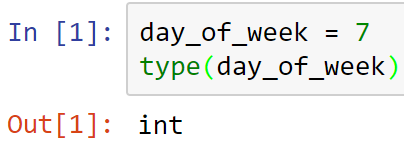 In [1]: day_of_week = 7
type(day_of_week)
Out[1]: int